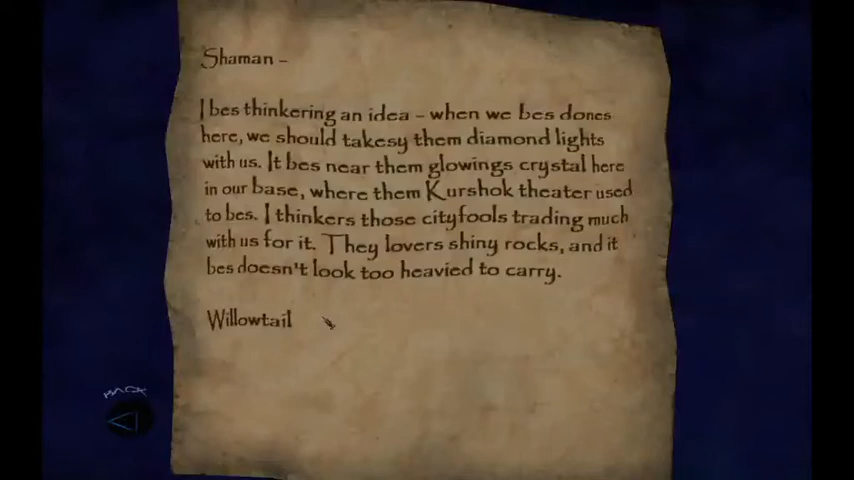 Shaman -
I bes thinkering an idea - when we bes dones
here, we should takesy them diamond lights
with us. It bes near them glowings crystal here
in our base, where them Kurshok theater used
to bes. I thinkers those cityfools trading much
with us for it. They lovers shiny rocks, and it
bes doesn't look too heavied to carry.
Willowtail
BACK